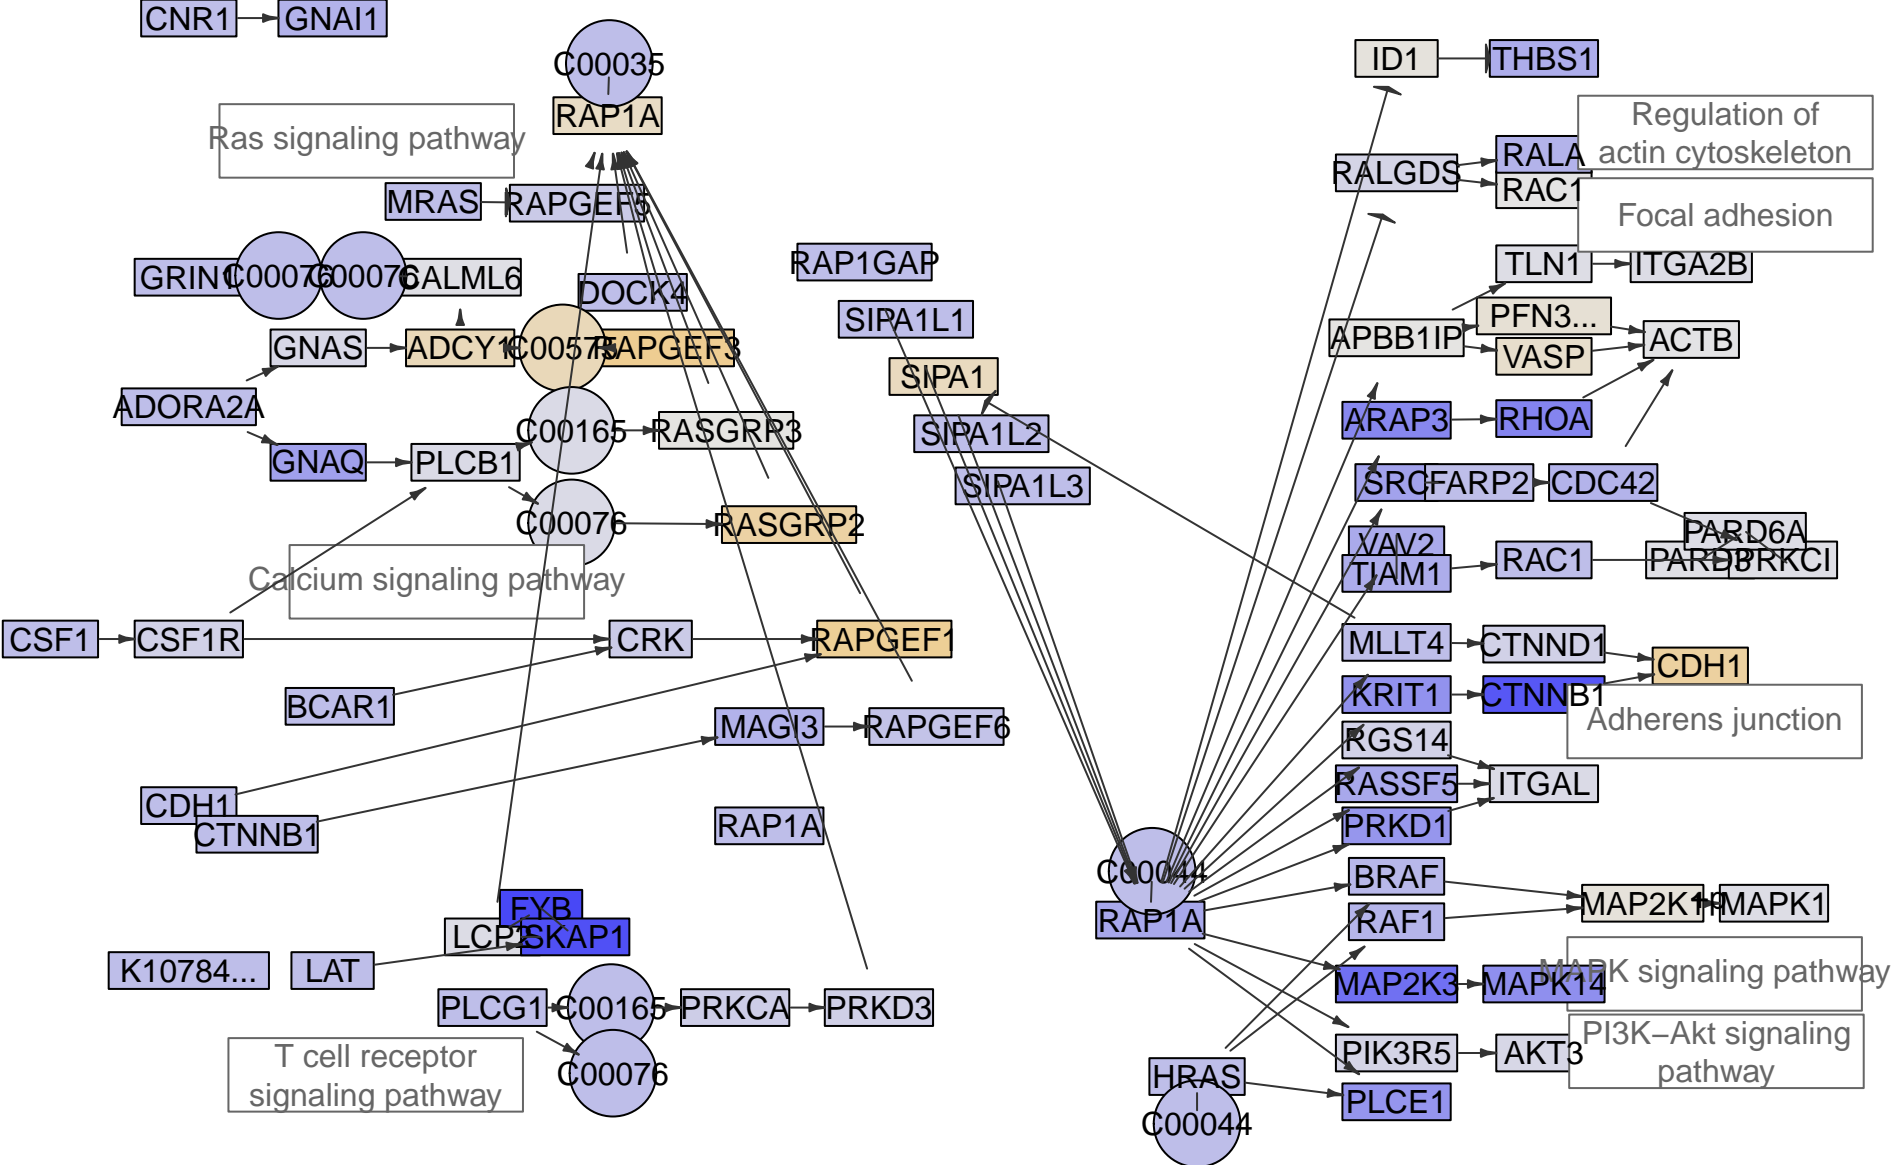 CNR1
GNAI1
C00035
RAP1A
Ras signaling pathway
MRAS
RAPGEF5
GRIN1
C00076
C00076
CALML6
DOCK4
GNAS
ADCY1
C00575
RAPGEF3
ADORA2A
GNAQ
PLCB1
C00165
RASGRP3
C00076
RASGRP2
Calcium signaling pathway
CSF1
CSF1R
CRK
RAPGEF1
BCAR1
MAGI3
RAPGEF6
CDH1
CTNNB1
RAP1A
FYB
LCP2
SKAP1
K10784...
LAT
PLCG1
C00165
PRKCA
PRKD3
C00076
T cell receptor
signaling pathway
RAP1GAP
SIPA1L1
SIPA1
SIPA1L2
SIPA1L3
C00044
RAP1A
HRAS
C00044
ID1
THBS1
Regulation of
actin cytoskeleton
RALGDS
RALA
RAC1
Focal adhesion
TLN1
ITGA2B
APBB1IP
PFN3...
VASP
ACTB
ARAP3
RHOA
SRC
FARP2
CDC42
VAV2
TIAM1
RAC1
PARD6A
PARD3
PRKCI
MLLT4
CTNND1
CDH1
KRIT1
CTNNB1
Adherens junction
RGS14
RASSF5
ITGAL
PRKD1
BRAF
RAF1
MAP2K1
+p
MAPK1
MAP2K3
MAPK14
MAPK signaling pathway
PIK3R5
AKT3
PI3K−Akt signaling
pathway
PLCE1